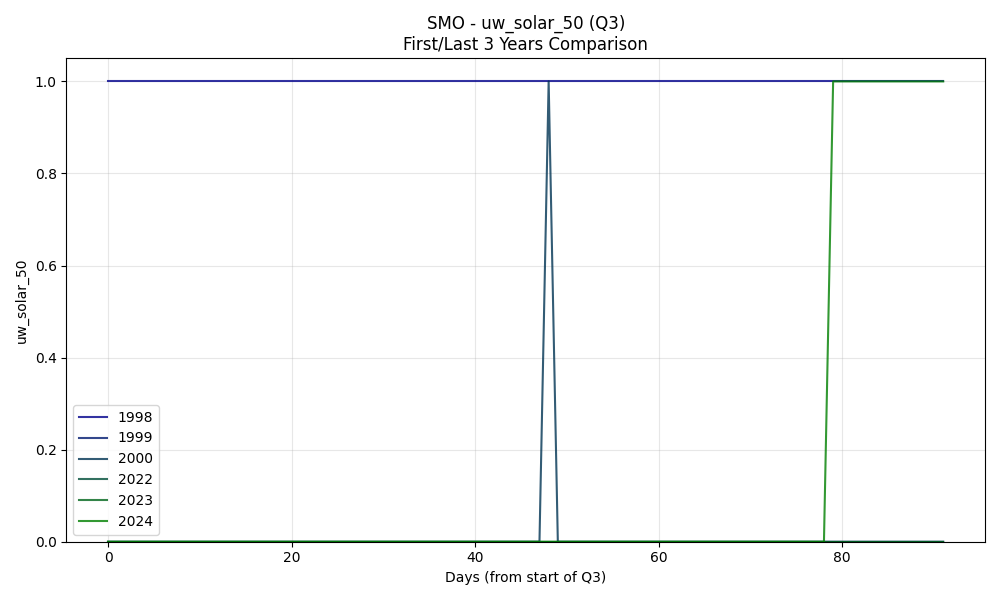 SMO - uw_solar_50 (Q3)
First/Last 3 Years Comparison
uw_solar_50
1.0
0.8
0.6
0.4
0.2
0.0
1998
1999
2000
2022
2023
2024
0 20 40 60 80
Days (from start of Q3)